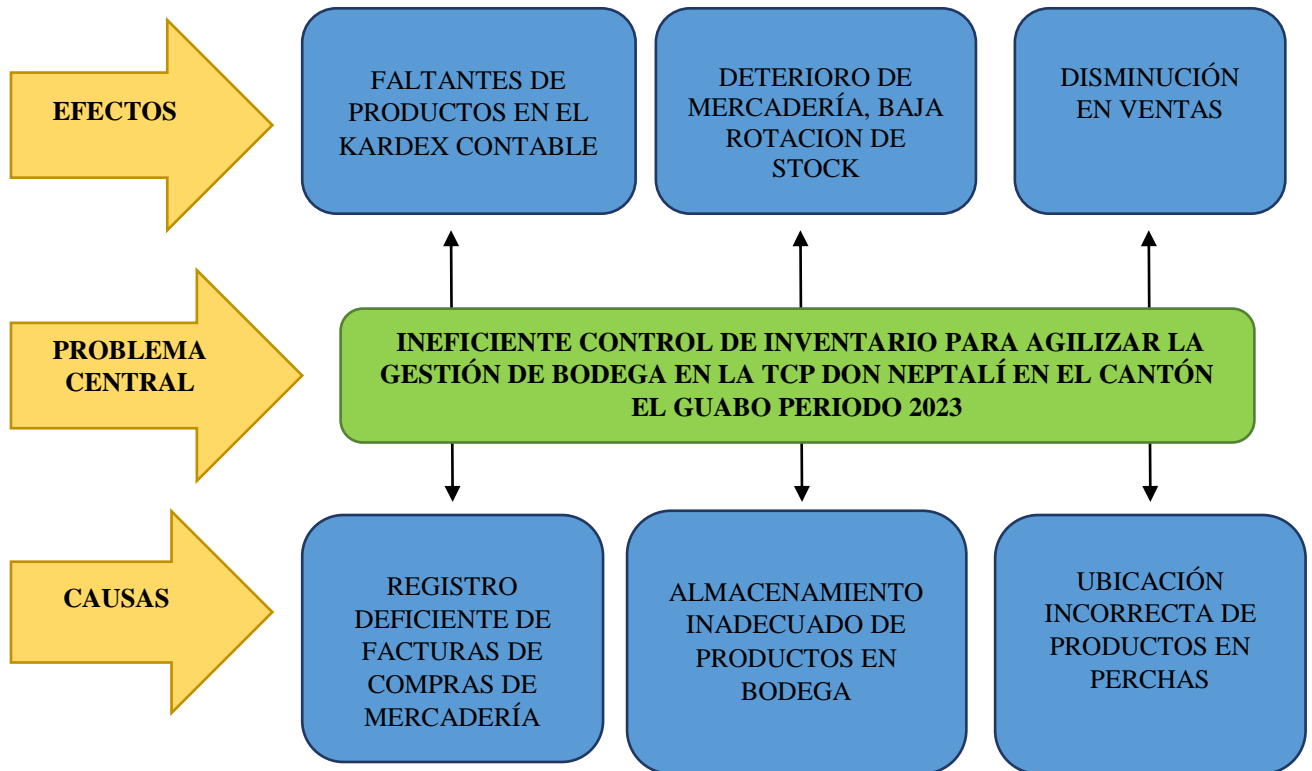 EFECTOS
FALTANTES DE
PRODUCTOS EN EL
KARDEX CONTABLE
DETERIORO DE
MERCADERÍA, BAJA
ROTACION DE
STOCK
DISMINUCIÓN
EN VENTAS
PROBLEMA
CENTRAL
INEFICIENTE CONTROL DE INVENTARIO PARA AGILIZAR LA
GESTIÓN DE BODEGA EN LA TCP DON NEPTALÍ EN EL CANTÓN
EL GUABO PERIODO 2023
CAUSAS
REGISTRO
DEFICIENTE DE
FACTURAS DE
COMPRAS DE
MERCADERÍA
ALMACENAMIENTO
INADECUADO DE
PRODUCTOS EN
BODEGA
UBICACIÓN
INCORRECTA DE
PRODUCTOS EN
PERCHAS